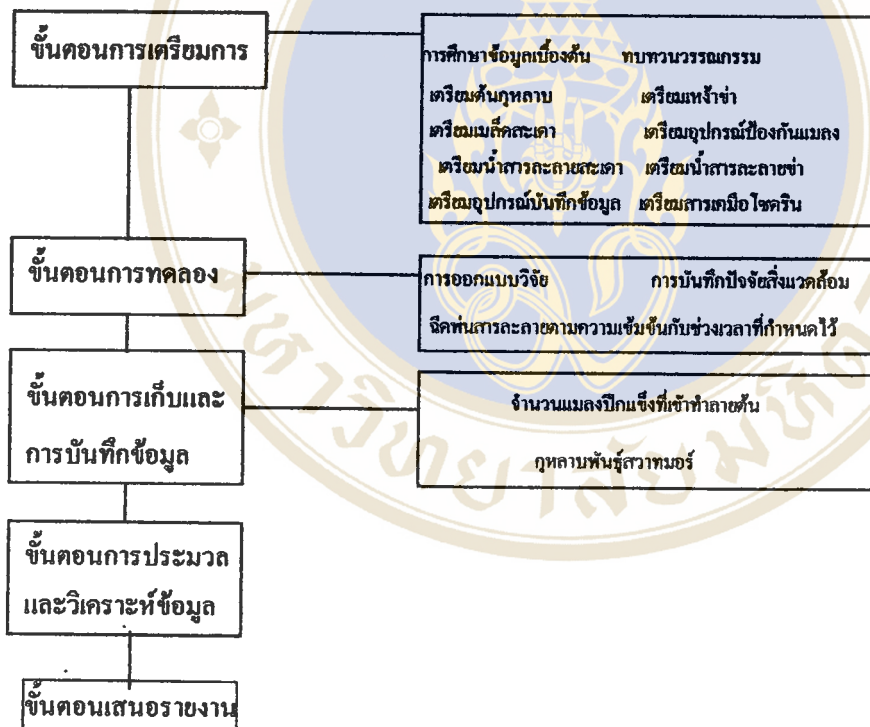 ขั้นตอนการเตรียมการ
การศึกษาข้อมูลเบื้องต้น ทบทวนวรรณกรรม
เตรียมต้นกุหลาบ เตรียมเหง้าข่า
เตรียมเมล็ดสะเดา เตรียมอุปกรณ์ป้องกันแมลง
เตรียมน้ำสารละลายสะเดา เตรียมน้ำสารละลายข่า
เตรียมอุปกรณ์บันทึกข้อมูล เตรียมสารเคมีอโซดริน
ขั้นตอนการทดลอง
การออกแบบวิจัย การบันทึกปัจจัยสิ่งแวดล้อม
ฉีดพ่นสารละลายตามความเข้มข้นกับช่วงเวลาที่กำหนดไว้
ขั้นตอนการเก็บและ
การบันทึกข้อมูล
จำนวนแมลงปีกแข็งที่เข้าทำลายต้น
กุหลาบพันธุ์สวาทมอร์
ขั้นตอนการประมวล
และวิเคราะห์ข้อมูล
ขั้นตอนเสนอรายงาน
มหาวิทยาลัยมหิดล